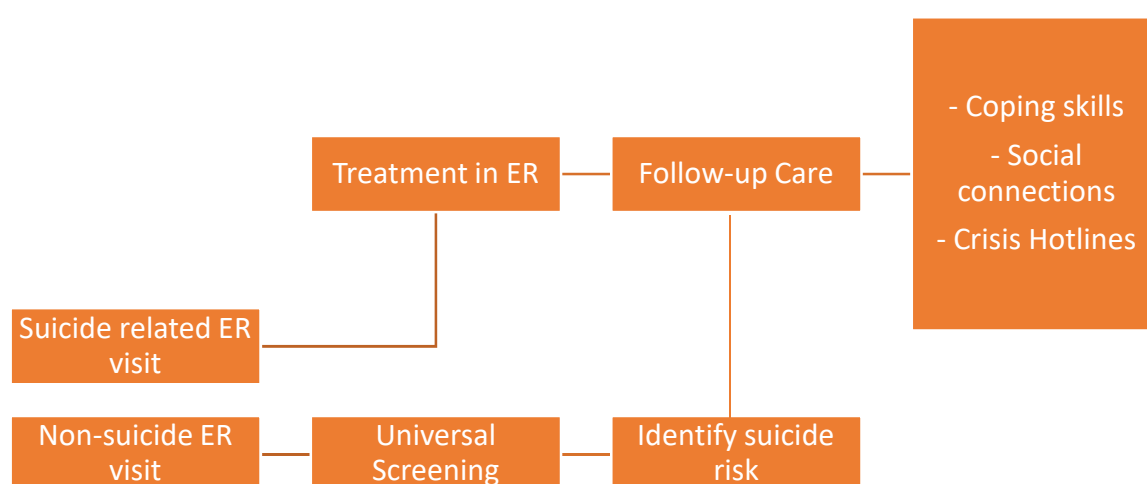 - Coping skills
- Social
connections
- Crisis Hotlines
Treatment in ER
Follow-up Care
Suicide related ER
visit
Non-suicide ER
visit
Universal
Screening
Identify suicide
risk